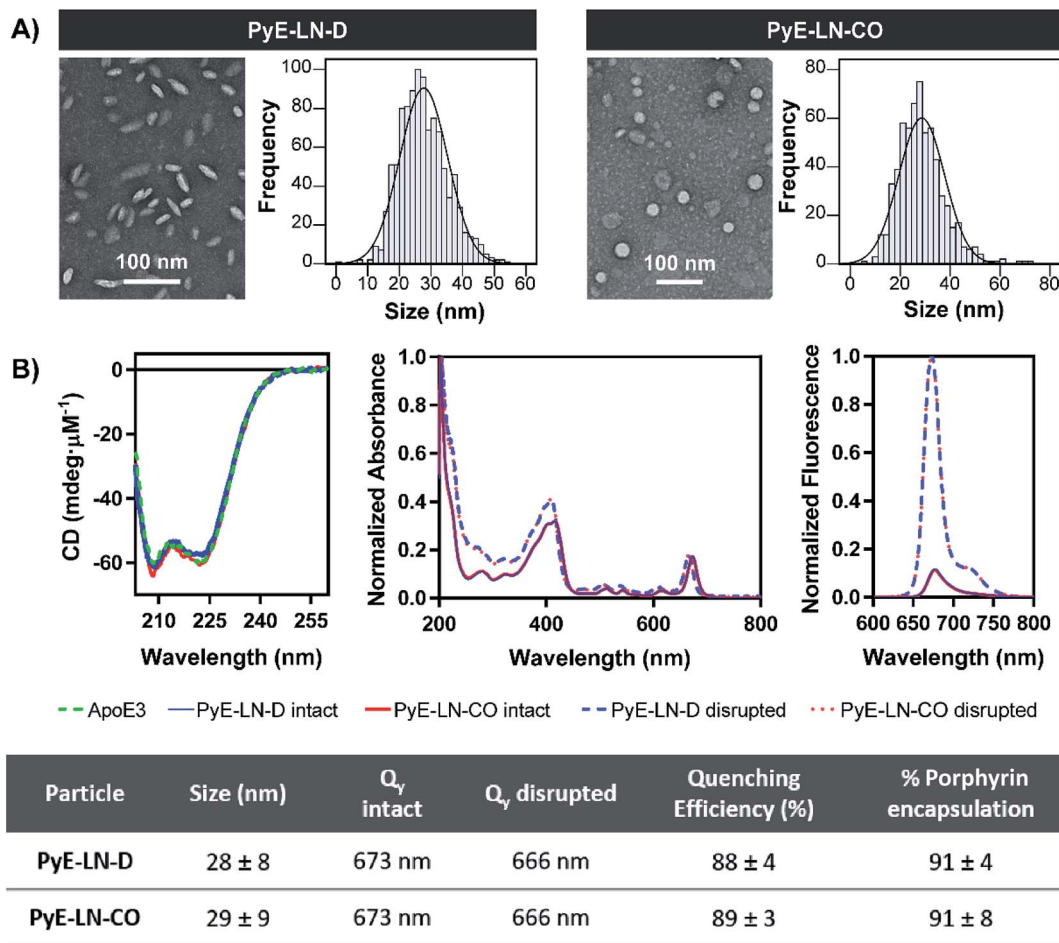 A)
PyE-LN-D
PyE-LN-CO
100 nm
Frequency
100
80
60
40
20
0
0 10 20 30 40 50 60
Size (nm)
100 nm
Frequency
80
60
40
20
0
0 20 40 60 80
Size (nm)
B)
CD (mdeg·µM⁻¹)
0
-20
-40
-60
210 225 240 255
Wavelength (nm)
Normalized Absorbance
1.0
0.8
0.6
0.4
0.2
0.0
200 400 600 800
Wavelength (nm)
Normalized Fluorescence
1.0
0.8
0.6
0.4
0.2
0.0
600 650 700 750 800
Wavelength (nm)
ApoE3 PyE-LN-D intact PyE-LN-CO intact PyE-LN-D disrupted PyE-LN-CO disrupted
Particle Size (nm) Qy intact Qy disrupted Quenching Efficiency (%) % Porphyrin encapsulation
PyE-LN-D 28 ± 8 673 nm 666 nm 88 ± 4 91 ± 4
PyE-LN-CO 29 ± 9 673 nm 666 nm 89 ± 3 91 ± 8